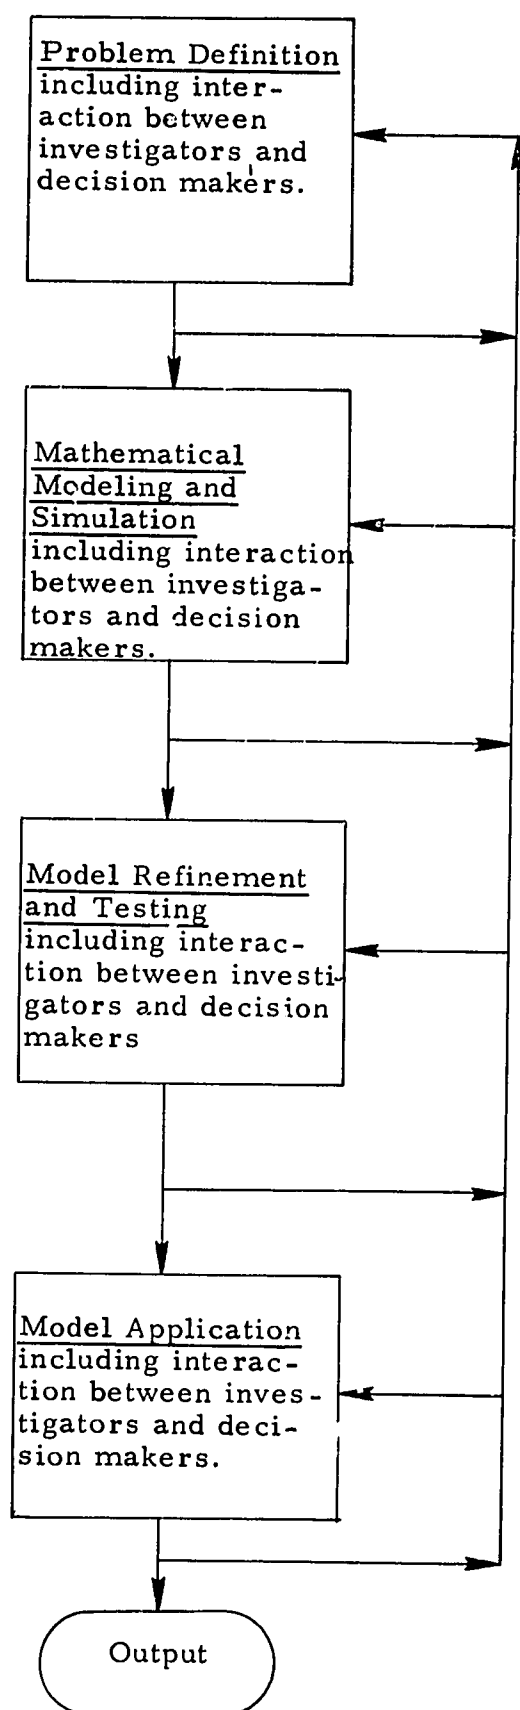 Problem Definition
including inter-
action between
investigators and
decision makers.
Mathematical
Modeling and
Simulation
including interaction
between investiga-
tors and decision
makers.
Model Refinement
and Testing
including interac-
tion between investi-
gators and decision
makers
Model Application
including interac-
tion between inves-
tigators and deci-
sion makers.
Output